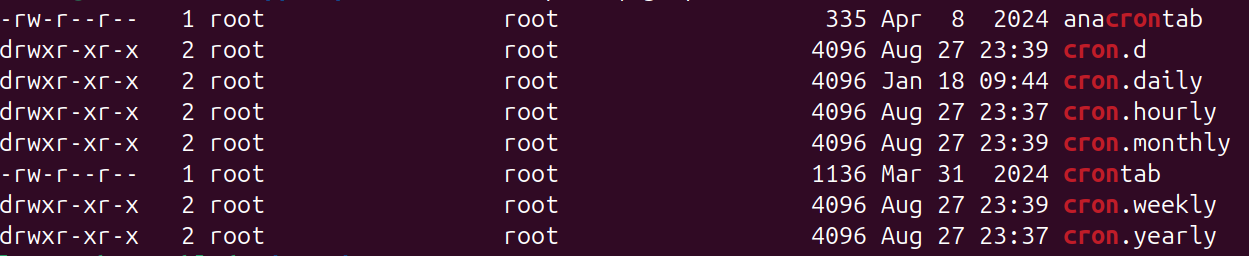 -rw-r--r-- 1 root root 335 Apr 8 2024 anacrontab
drwxr-xr-x 2 root root 4096 Aug 27 23:39 cron.d
drwxr-xr-x 2 root root 4096 Jan 18 09:44 cron.daily
drwxr-xr-x 2 root root 4096 Aug 27 23:37 cron.hourly
drwxr-xr-x 2 root root 4096 Aug 27 23:39 cron.monthly
-rw-r--r-- 1 root root 1136 Mar 31 2024 crontab
drwxr-xr-x 2 root root 4096 Aug 27 23:39 cron.weekly
drwxr-xr-x 2 root root 4096 Aug 27 23:37 cron.yearly